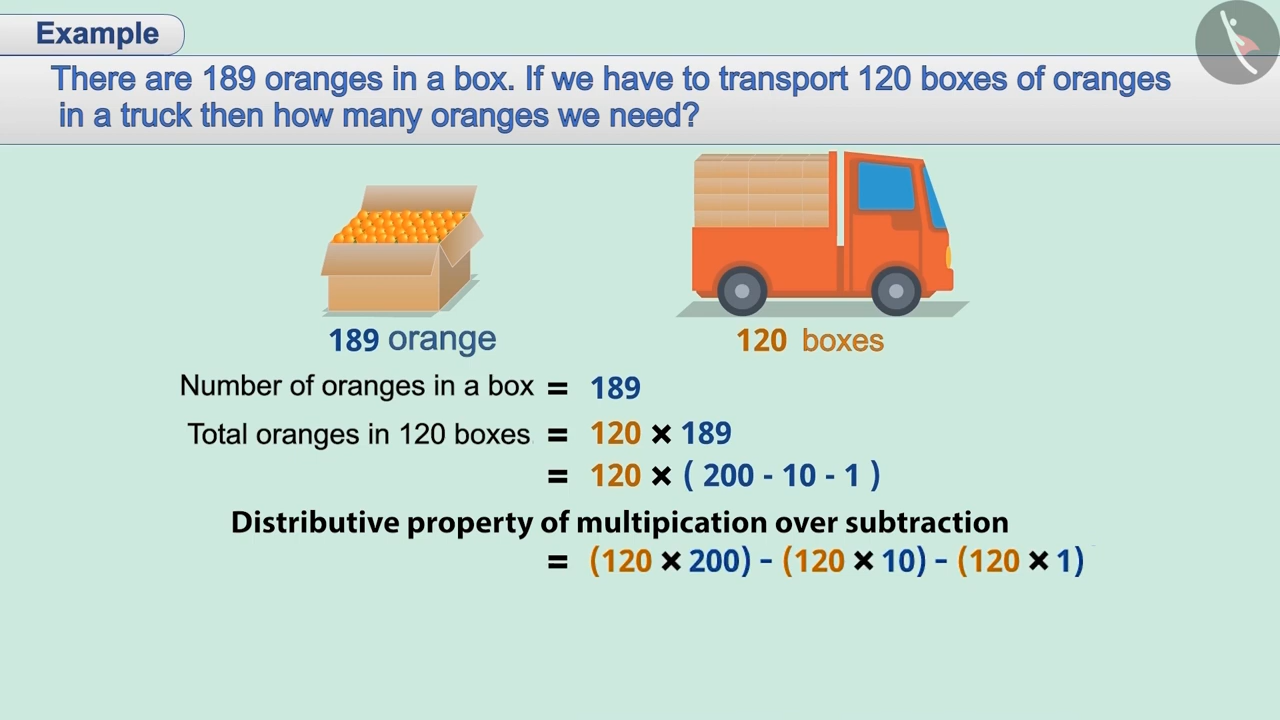 Example
There are 189 oranges in a box. If we have to transport 120 boxes of oranges
in a truck then how many oranges we need?
189 orange
120 boxes
Number of oranges in a box = 189
Total oranges in 120 boxes = 120 × 189
= 120 × ( 200 - 10 - 1 )
Distributive property of multipication over subtraction
= (120 × 200) - (120 × 10) - (120 × 1)